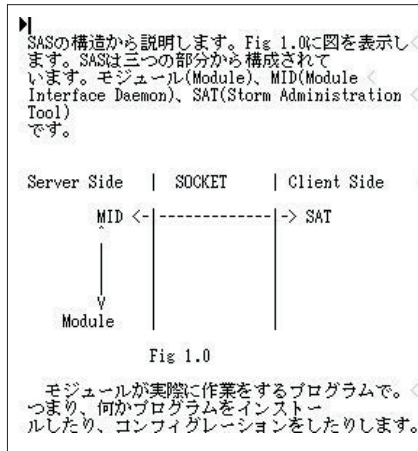 SASの構造から説明します。Fig 1.0に図を表示し
ます。SASは三つの部分から構成されて
います。モジュール(Module)、MID(Module
Interface Daemon)、SAT(Storm Administration
Tool)
です。
Server Side | SOCKET | Client Side
MID <-|------------|-> SAT
Module
Fig 1.0
モジュールが実際に作業をするプログラムで。
つまり、何かプログラムをインストー
ルしたり、コンフィグレーションをしたりします。